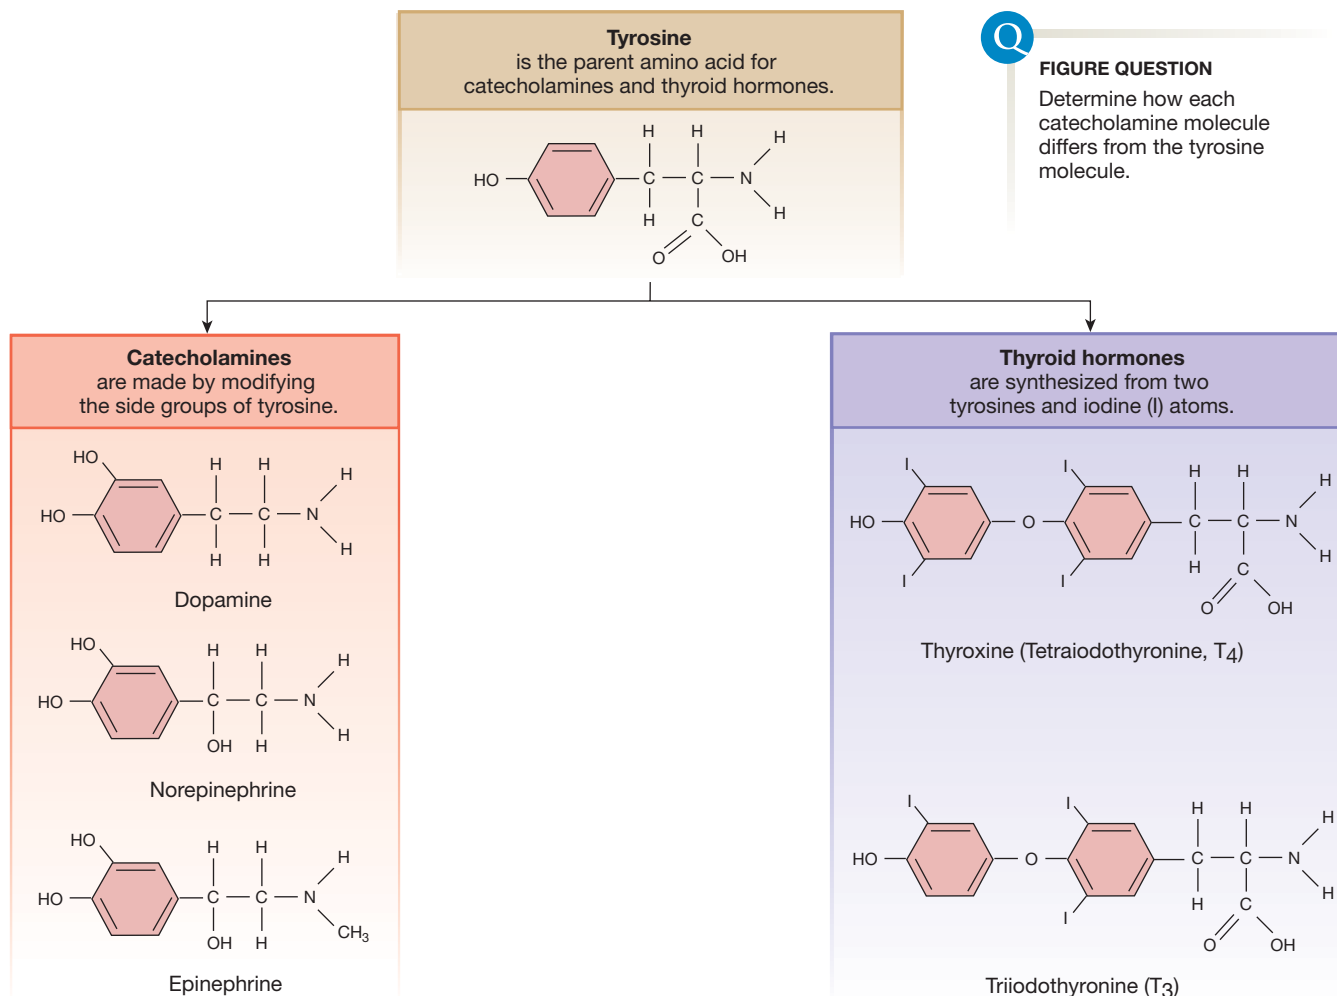 Tyrosine
is the parent amino acid for
catecholamines and thyroid hormones.
H H H
HO C C N
H C H
O OH
Q
FIGURE QUESTION
Determine how each
catecholamine molecule
differs from the tyrosine
molecule.
Catecholamines
are made by modifying
the side groups of tyrosine.
HO H H H
HO C C N
H H H
Dopamine
HO H H H
HO C C N
OH H H
Norepinephrine
HO H H H
HO C C N
OH H CH3
Epinephrine
Thyroid hormones
are synthesized from two
tyrosines and iodine (I) atoms.
I I H H H
HO O C C N
I I H C H
O OH
Thyroxine (Tetraiodothyronine, T4)
I I H H H
HO O C C N
I H C H
O OH
Triiodothyronine (T3)